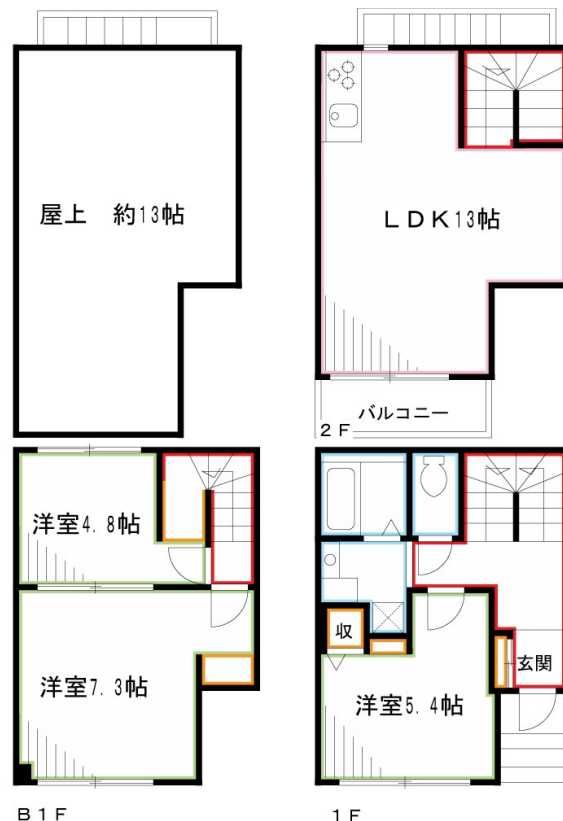 屋上 約13帖
LDK13帖
バルコニー
2F
洋室4.8帖
洋室7.3帖
B1F
収
玄関
洋室5.4帖
1F